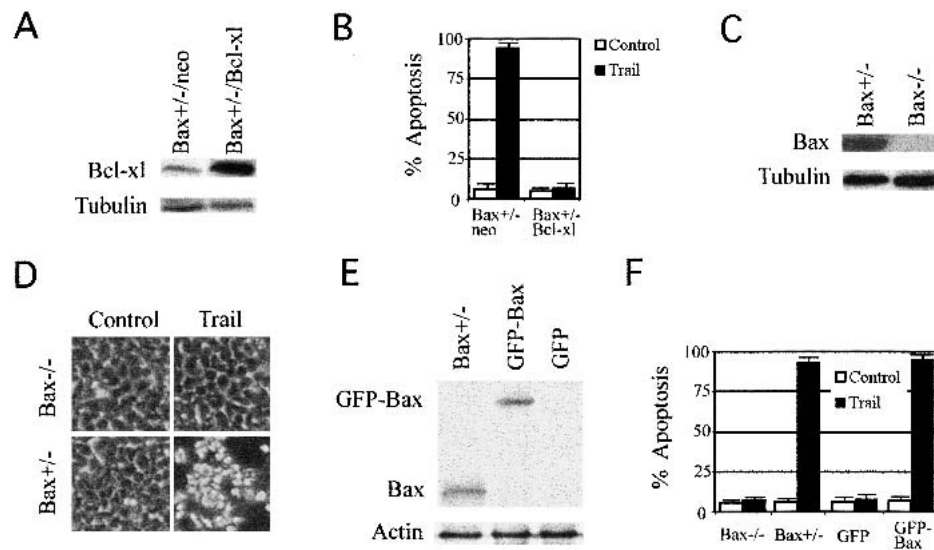 A
Bax+/-/neo
Bax+/-/Bcl-xl
Bcl-xl
Tubulin
B
% Apoptosis
100
75
50
25
0
Control
Trail
Bax+/-
neo
Bax+/-
Bcl-xl
C
Bax+/-
Bax-/-
Bax
Tubulin
D
Control
Trail
Bax-/-
Bax+/-
E
Bax+/-
GFP-Bax
GFP
GFP-Bax
Bax
Actin
F
% Apoptosis
100
75
50
25
0
Control
Trail
Bax-/-
Bax+/-
GFP
GFP-
Bax